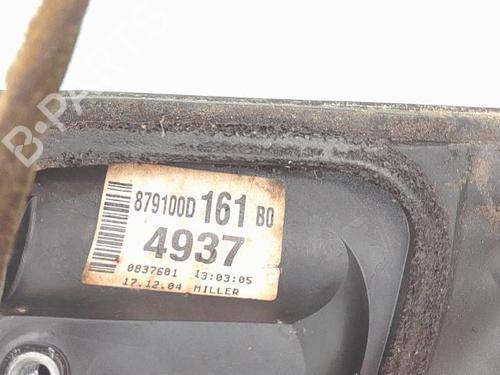 B-PARTS
879100D 161 B0
4937
0837601 13:03:05
17.12.04 MILLER